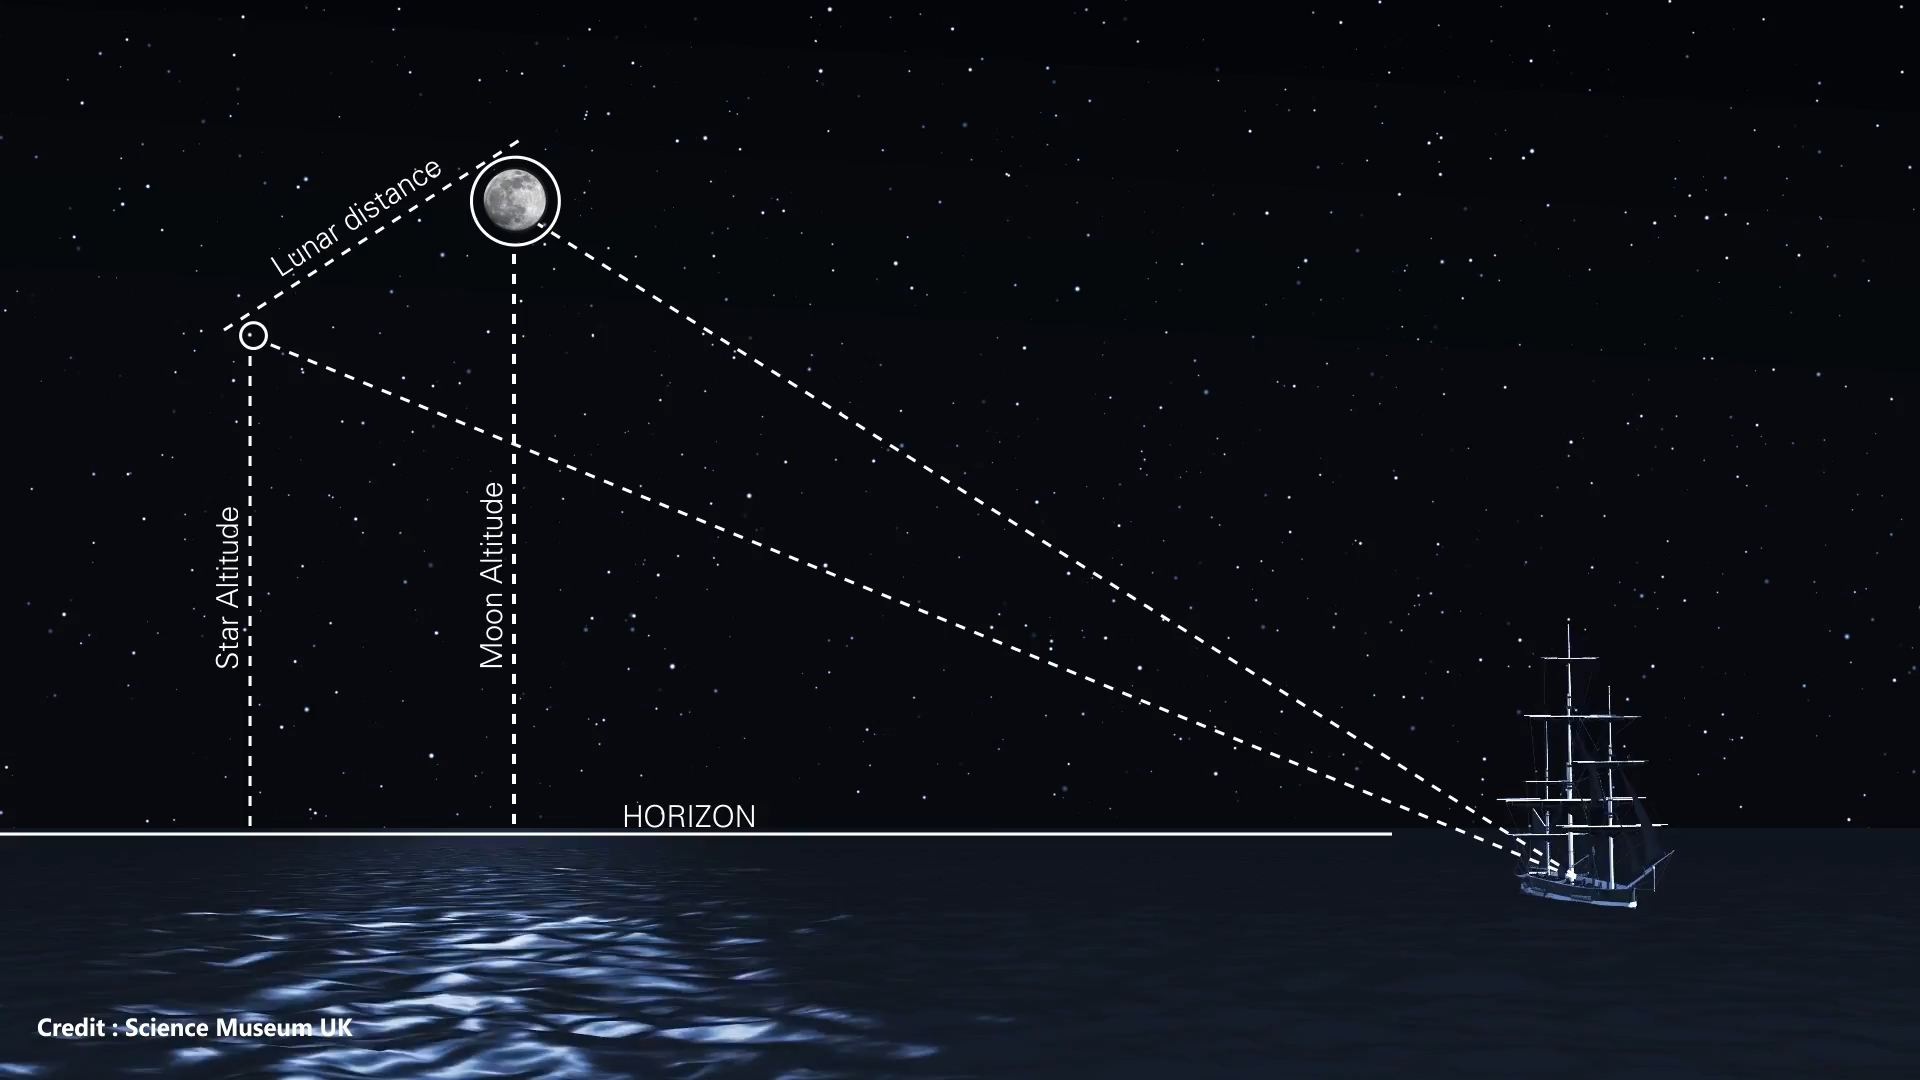 Lunar distance
Star Altitude
Moon Altitude
HORIZON
Credit : Science Museum UK